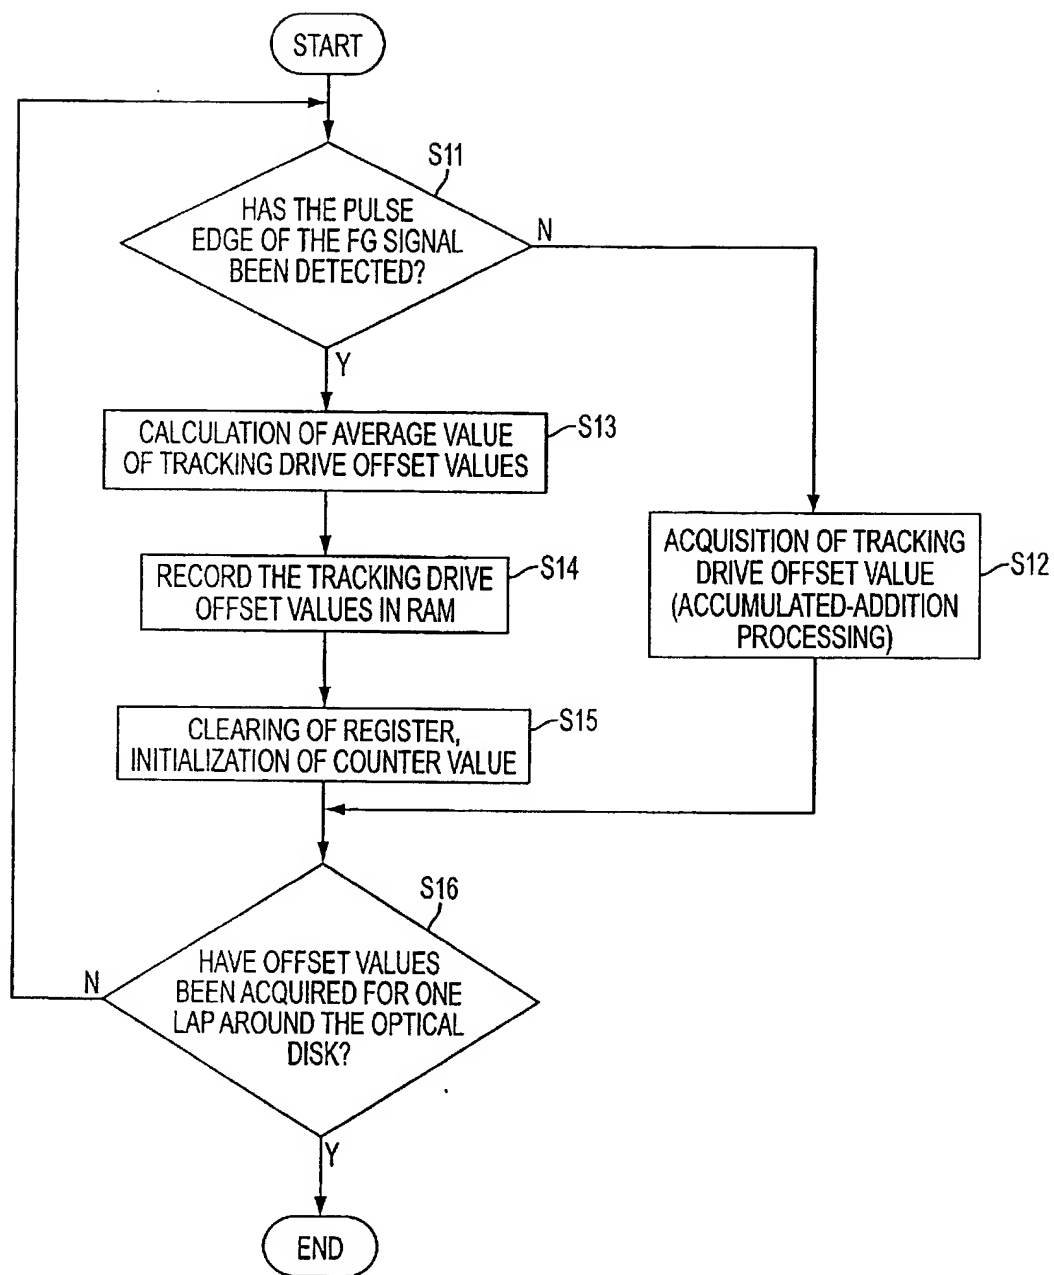 START
S11
HAS THE PULSE
EDGE OF THE FG SIGNAL
BEEN DETECTED?
N
Y
CALCULATION OF AVERAGE VALUE
OF TRACKING DRIVE OFFSET VALUES
S13
RECORD THE TRACKING DRIVE
OFFSET VALUES IN RAM
S14
ACQUISITION OF TRACKING
DRIVE OFFSET VALUE
(ACCUMULATED-ADDITION
PROCESSING)
S12
CLEARING OF REGISTER,
INITIALIZATION OF COUNTER VALUE
S15
S16
HAVE OFFSET VALUES
BEEN ACQUIRED FOR ONE
LAP AROUND THE OPTICAL
DISK?
N
Y
END